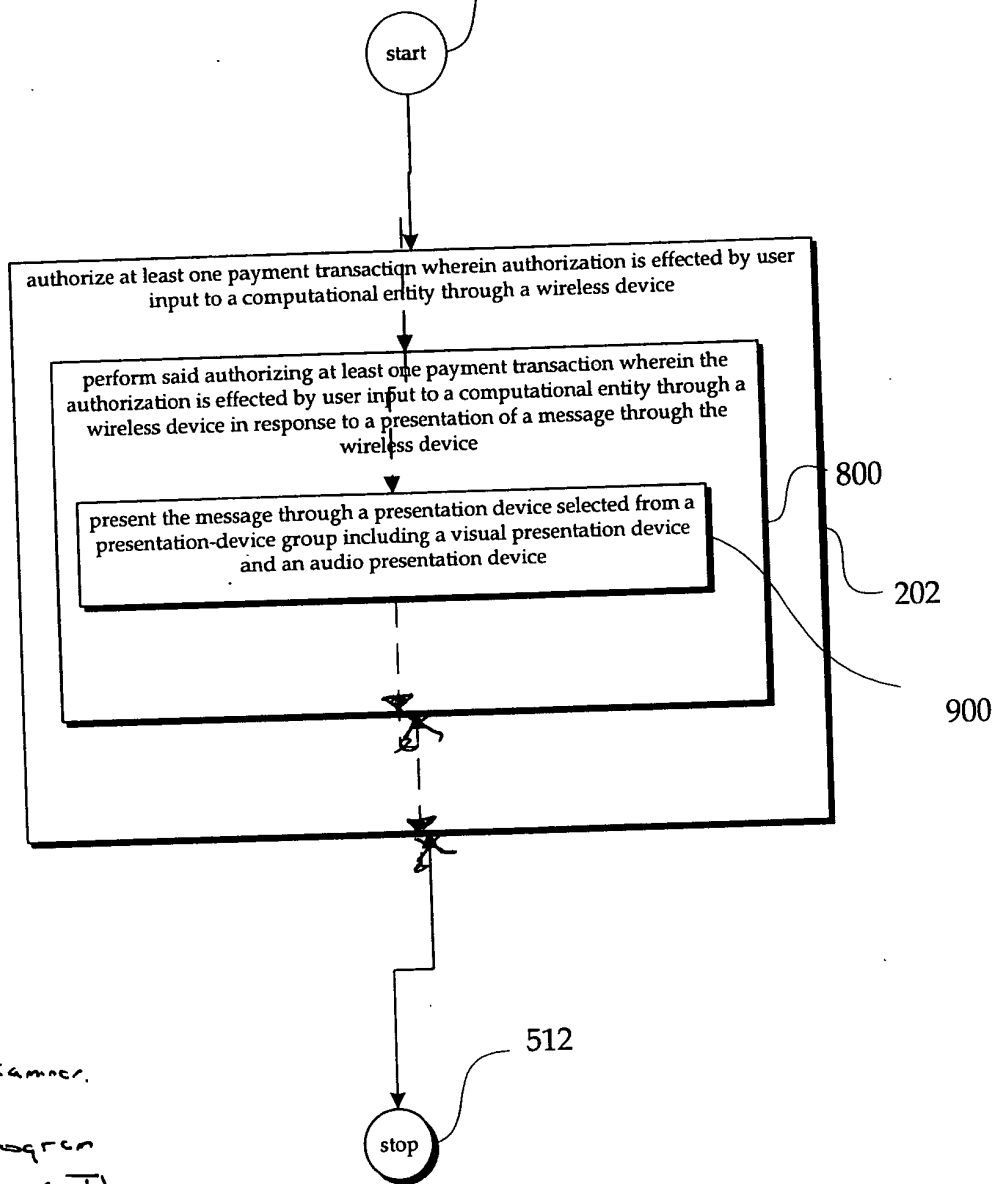 start
authorize at least one payment transaction wherein authorization is effected by user
input to a computational entity through a wireless device
perform said authorizing at least one payment transaction wherein the
authorization is effected by user input to a computational entity through a
wireless device in response to a presentation of a message through the
wireless device
800
present the message through a presentation device selected from a
presentation-device group including a visual presentation device
and an audio presentation device
202
900
512
stop